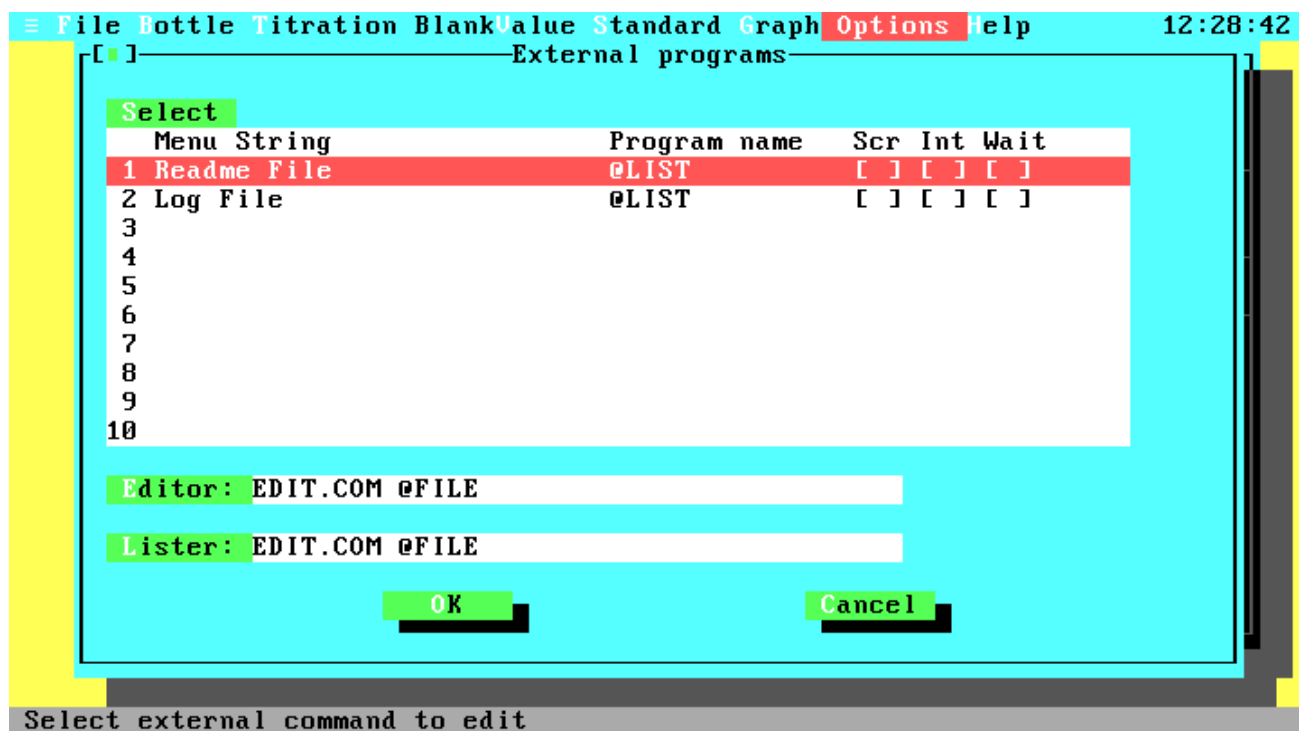 ≡ File Bottle Titration BlankValue Standard Graph Options Help 12:28:42
[■] External programs
Select
Menu String Program name Scr Int Wait
1 Readme File @LIST [ ] [ ] [ ]
2 Log File @LIST [ ] [ ] [ ]
3
4
5
6
7
8
9
10
Editor: EDIT.COM @FILE
Lister: EDIT.COM @FILE
OK Cancel
Select external command to edit